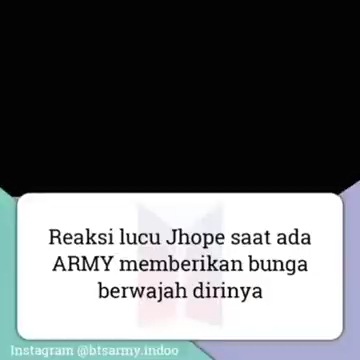 Reaksi lucu Jhope saat ada
ARMY memberikan bunga
berwajah dirinya
Instagram @btsarmy.indoo